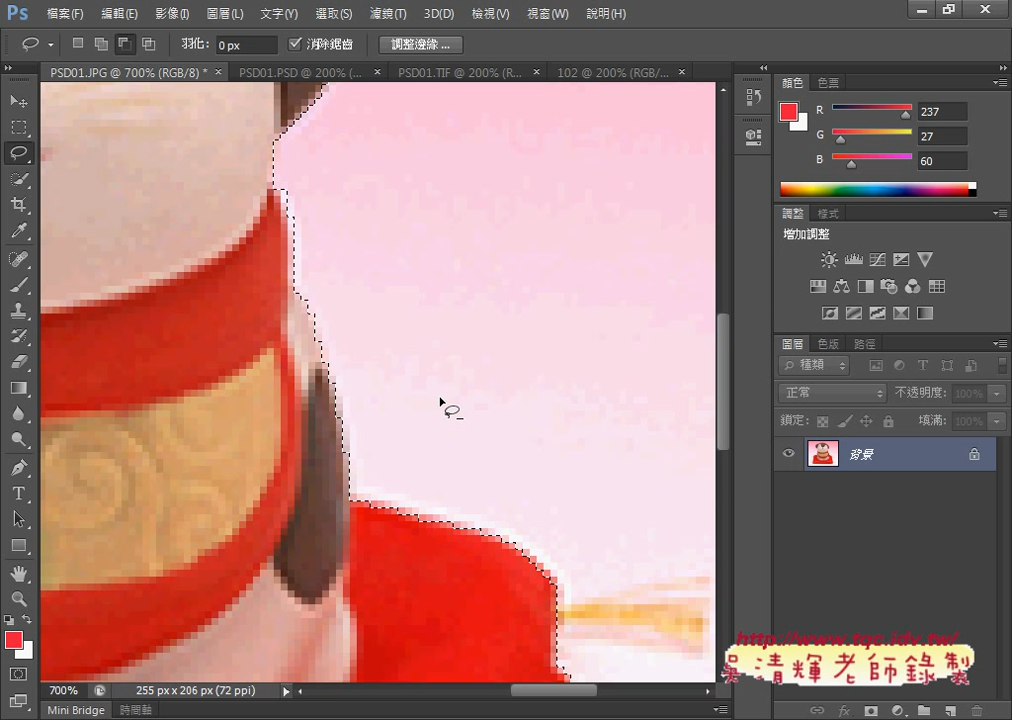 Ps 檔案(F) 編輯(E) 影像(I) 圖層(L) 文字(Y) 選取(S) 濾鏡(T) 3D(D) 檢視(V) 視窗(W) 說明(H)
羽化: 0 px 消除鋸齒 調整邊緣 ...
PSD01.JPG @ 700% (RGB/8) * × PSD01.PSD @ 200% (... × PSD01.TIF @ 200% (R... × 102 @ 200% (RGB/... ×
顏色 色票
R 237
G 27
B 60
調整 樣式
增加調整
圖層 色版 路徑
種類
正常 不透明度: 100%
鎖定: 填滿: 100%
背景
http://www.tqc.idv.tw/
吳清輝老師錄製
700% 255 px x 206 px (72 ppi)
Mini Bridge 時間軸